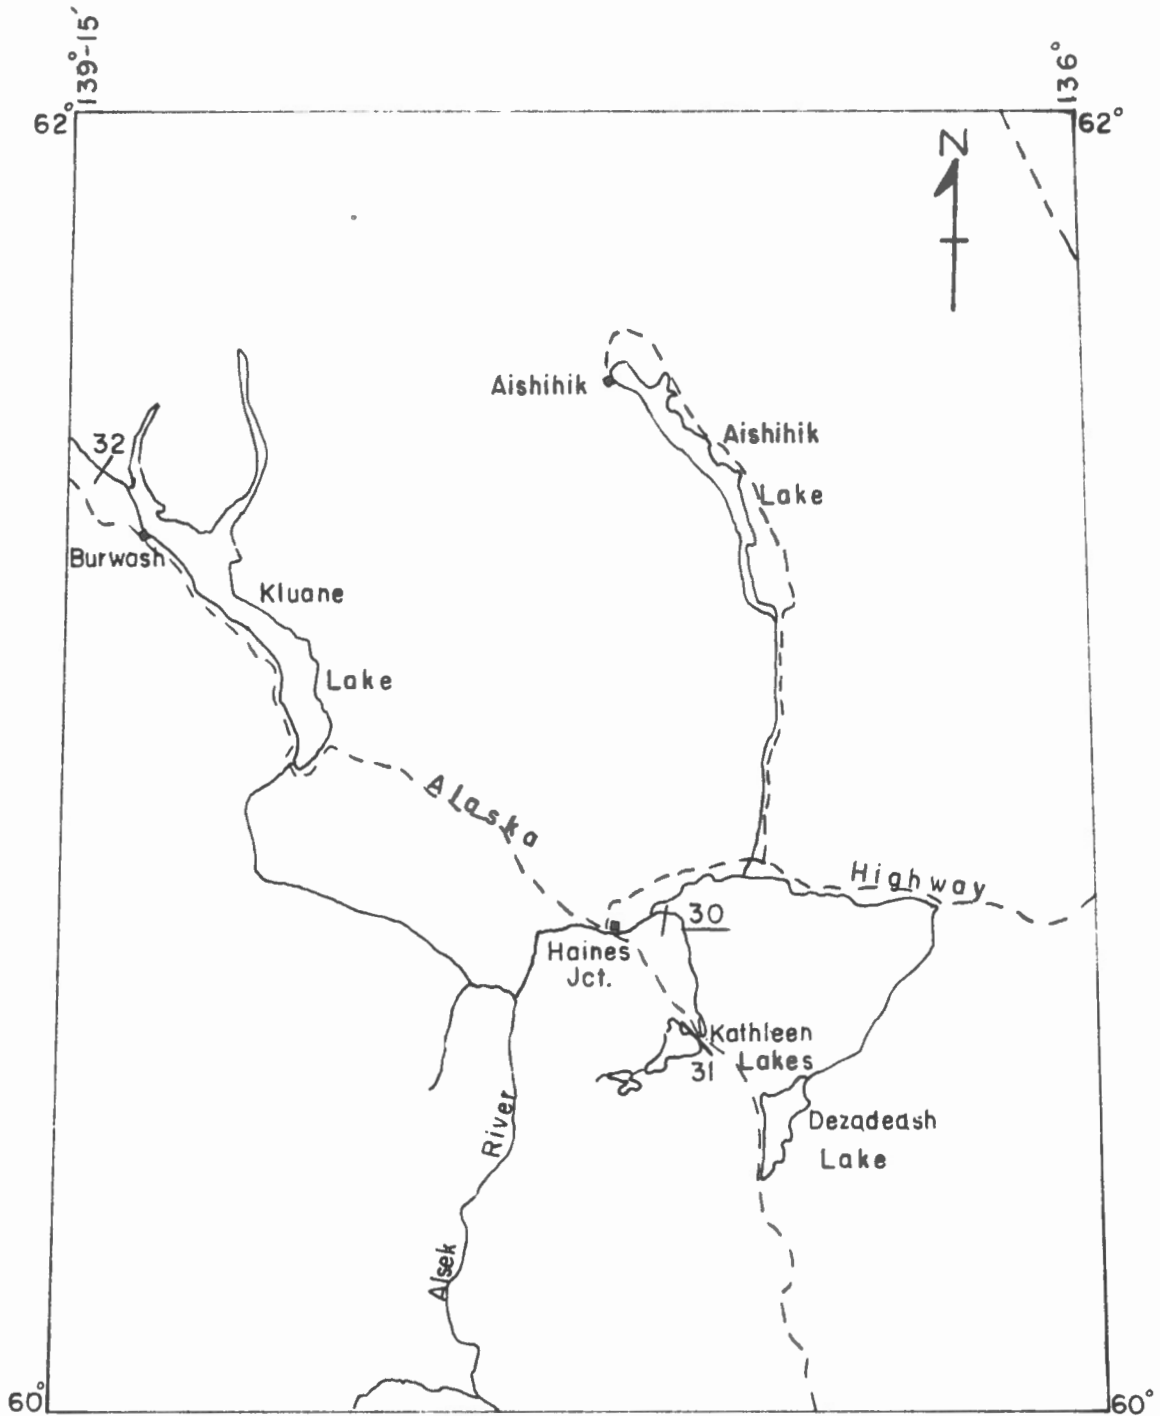 139°-15'
136°
62°
62°
N
Aishihik
Aishihik
Lake
32
Burwash
Kluane
Lake
Alaska
Highway
30
Haines
Jct.
Kathleen
Lakes
31
Dezadeash
Lake
River
Alsek
60°
60°